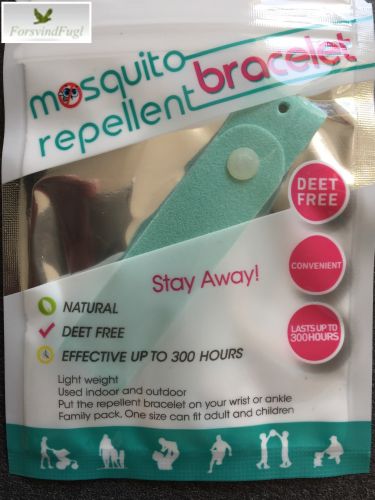 ForsvindFugl
mosquito
repellent bracelet
DEET
FREE
CONVENIENT
LASTS UP TO
300 HOURS
Stay Away!
NATURAL
DEET FREE
EFFECTIVE UP TO 300 HOURS
Light weight
Used indoor and outdoor
Put the repellent bracelet on your wrist or ankle
Family pack, One size can fit adult and children